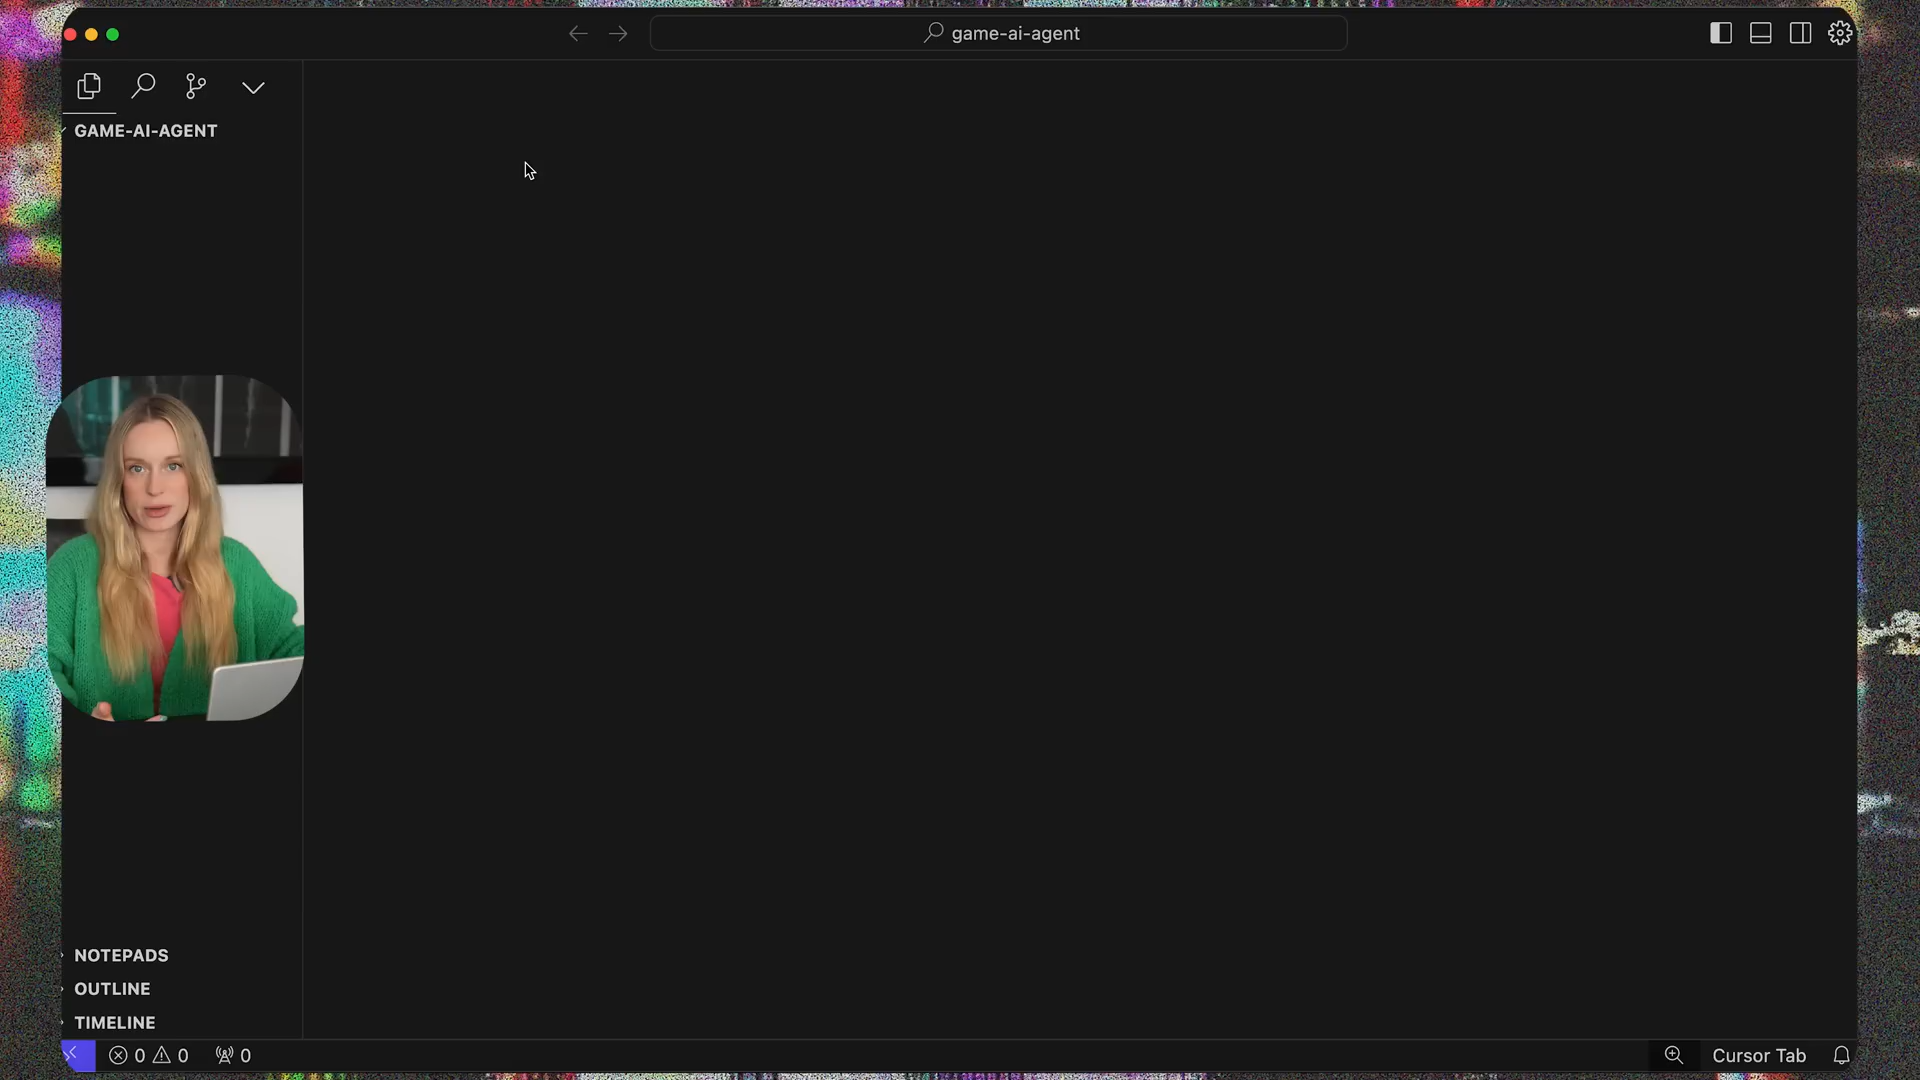 game-ai-agent
GAME-AI-AGENT
NOTEPADS
OUTLINE
TIMELINE
0 0 0
Cursor Tab